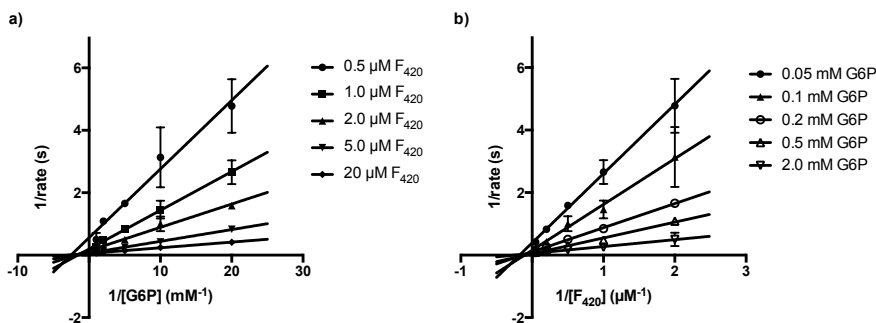 a)
6
4
2
-2
-10
10
20
30
1/rate (s)
1/[G6P] (mM-1)
0.5 µM F420
1.0 µM F420
2.0 µM F420
5.0 µM F420
20 µM F420
b)
6
4
2
-2
-1
1
2
3
1/rate (s)
1/[F420] (µM-1)
0.05 mM G6P
0.1 mM G6P
0.2 mM G6P
0.5 mM G6P
2.0 mM G6P